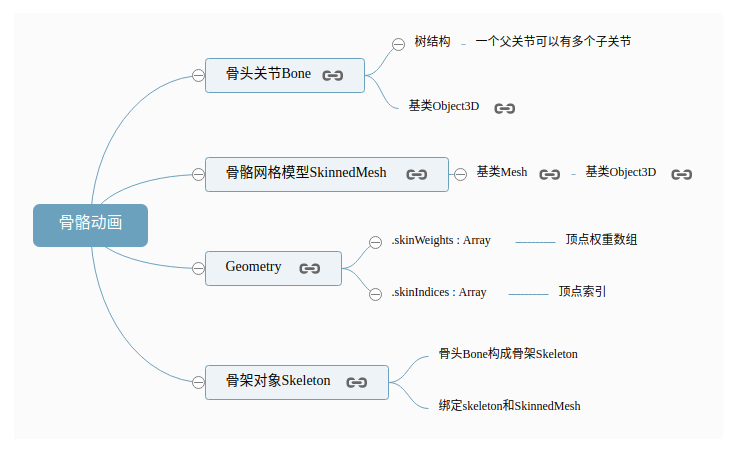 骨骼动画
骨头关节Bone
树结构
一个父关节可以有多个子关节
基类Object3D
骨骼网格模型SkinnedMesh
基类Mesh
基类Object3D
Geometry
.skinWeights : Array
顶点权重数组
.skinIndices : Array
顶点索引
骨架对象Skeleton
骨头Bone构成骨架Skeleton
绑定skeleton和SkinnedMesh